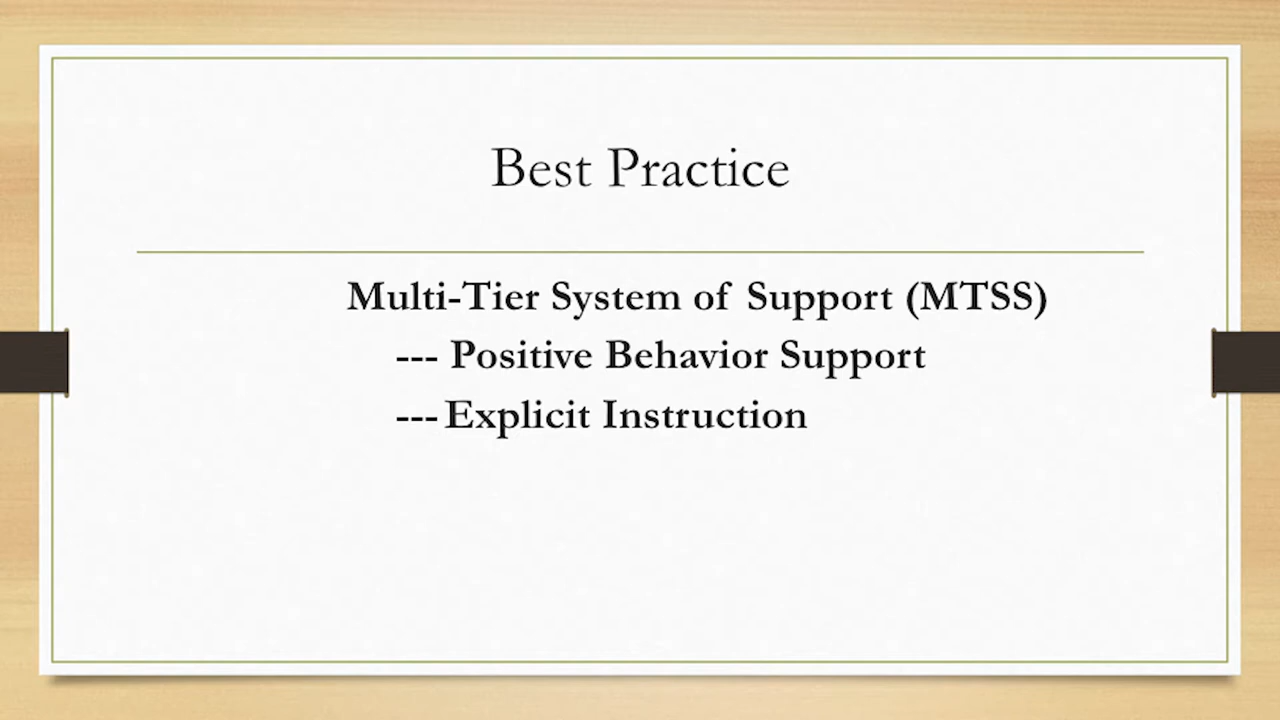 Best Practice
Multi-Tier System of Support (MTSS)
--- Positive Behavior Support
--- Explicit Instruction